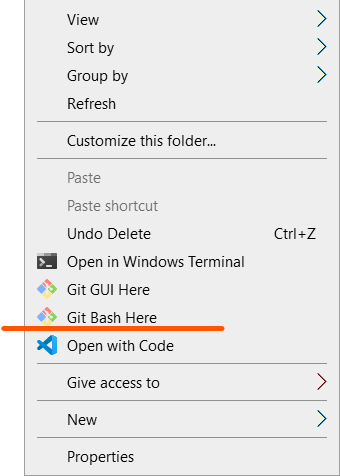 View
Sort by
Group by
Refresh
Customize this folder...
Paste
Paste shortcut
Undo Delete Ctrl+Z
Open in Windows Terminal
Git GUI Here
Git Bash Here
Open with Code
Give access to
New
Properties